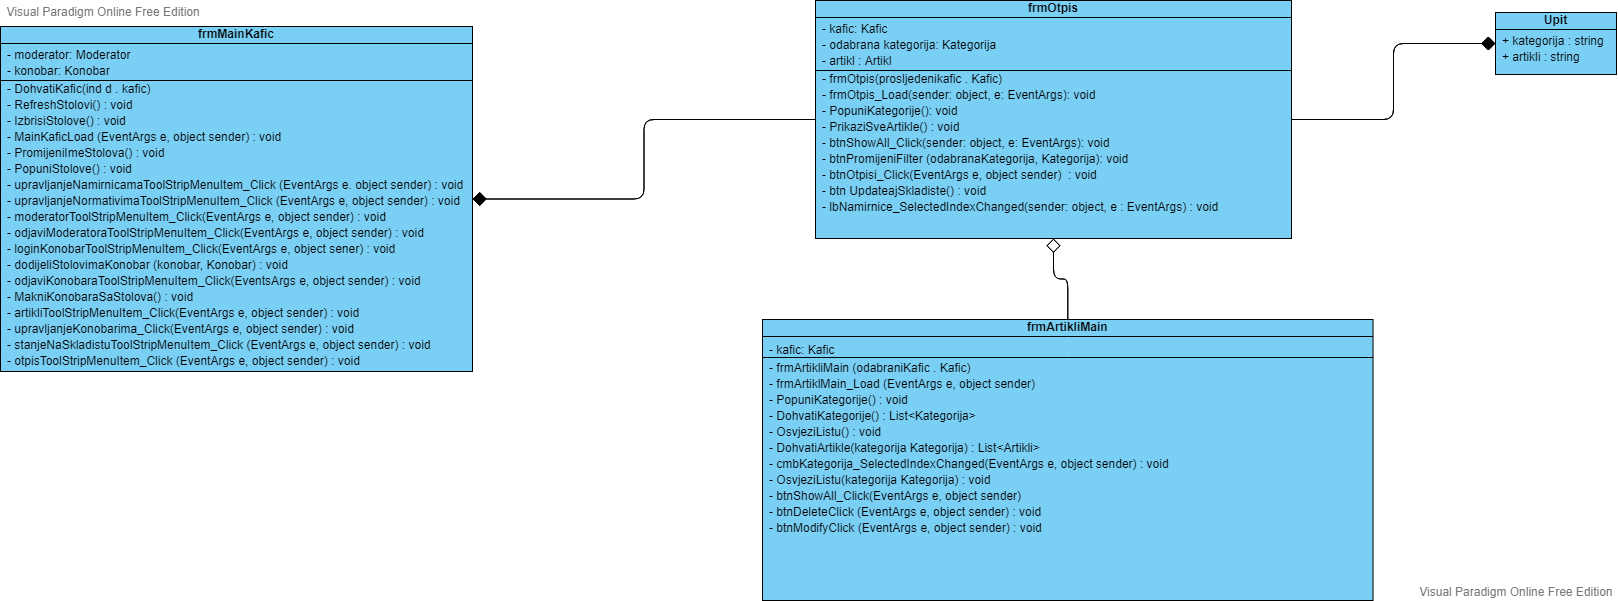 Visual Paradigm Online Free Edition
frmMainKafic
- moderator: Moderator
- konobar: Konobar
- DohvatiKafic(ind d . kafic)
- RefreshStolovi() : void
- IzbrisiStolove() : void
- MainKaficLoad (EventArgs e, object sender) : void
- PromijeniImeStolova() : void
- PopuniStolove() : void
- upravljanjeNamirnicamaToolStripMenuItem_Click (EventArgs e. object sender) : void
- upravljanjeNormativimaToolStripMenuItem_Click (EventArgs e, object sender) : void
- moderatorToolStripMenuItem_Click(EventArgs e, object sender) : void
- odjaviModeratoraToolStripMenuItem_Click(EventArgs e, object sender) : void
- loginKonobarToolStripMenuItem_Click(EventArgs e, object sener) : void
- dodijeliStolovimaKonobar (konobar, Konobar) : void
- odjaviKonobaraToolStripMenuItem_Click(EventsArgs e, object sender) : void
- MakniKonobaraSaStolova() : void
- artikliToolStripMenuItem_Click(EventArgs e, object sender) : void
- upravljanjeKonobarima_Click(EventArgs e, object sender) : void
- stanjeNaSkladistuToolStripMenuItem_Click (EventArgs e, object sender) : void
- otpisToolStripMenuItem_Click (EventArgs e, object sender) : void
frmOtpis
- kafic: Kafic
- odabrana kategorija: Kategorija
- artikl : Artikl
- frmOtpis(prosljedenikafic . Kafic)
- frmOtpis_Load(sender: object, e: EventArgs): void
- PopuniKategorije(): void
- PrikaziSveArtikle() : void
- btnShowAll_Click(sender: object, e: EventArgs): void
- btnPromijeniFilter (odabranaKategorija, Kategorija): void
- btnOtpisi_Click(EventArgs e, object sender) : void
- btn UpdateajSkladiste() : void
- lbNamirnice_SelectedIndexChanged(sender: object, e : EventArgs) : void
Upit
+ kategorija : string
+ artikli : string
frmArtikliMain
- kafic: Kafic
- frmArtikliMain (odabraniKafic . Kafic)
- frmArtiklMain_Load (EventArgs e, object sender)
- PopuniKategorije() : void
- DohvatiKategorije() : List<Kategorija>
- OsvjeziListu() : void
- DohvatiArtikle(kategorija Kategorija) : List<Artikli>
- cmbKategorija_SelectedIndexChanged(EventArgs e, object sender) : void
- OsvjeziListu(kategorija Kategorija) : void
- btnShowAll_Click(EventArgs e, object sender)
- btnDeleteClick (EventArgs e, object sender) : void
- btnModifyClick (EventArgs e, object sender) : void
Visual Paradigm Online Free Edition